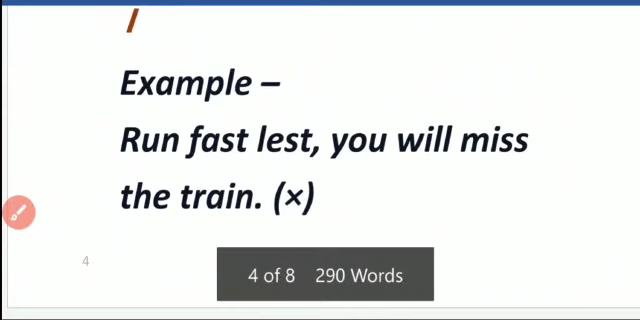 Example –
Run fast lest, you will miss
the train. (×)
4
4 of 8 290 Words